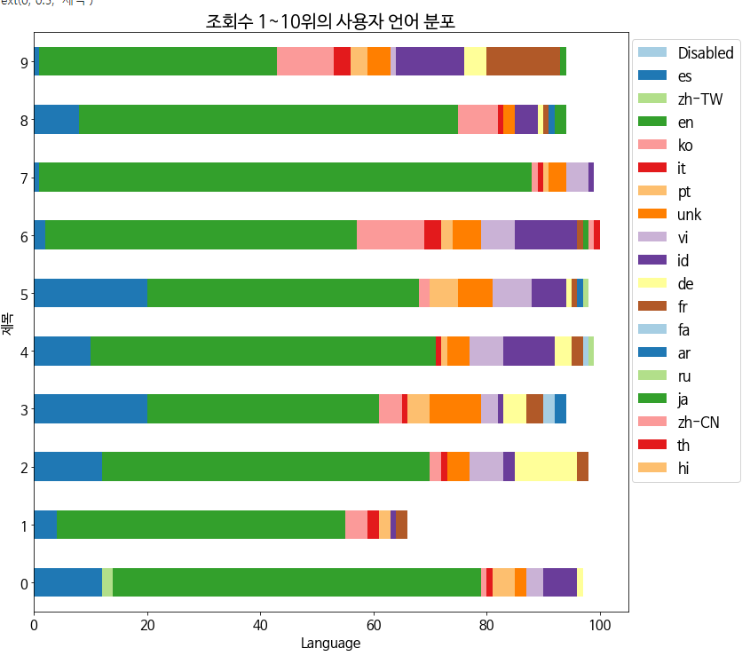 조회수 1~10위의 사용자 언어 분포
9
8
7
6
5
4
3
2
1
0
제목
0 20 40 60 80 100
Language
Disabled
es
zh-TW
en
ko
it
pt
unk
vi
id
de
fr
fa
ar
ru
ja
zh-CN
th
hi